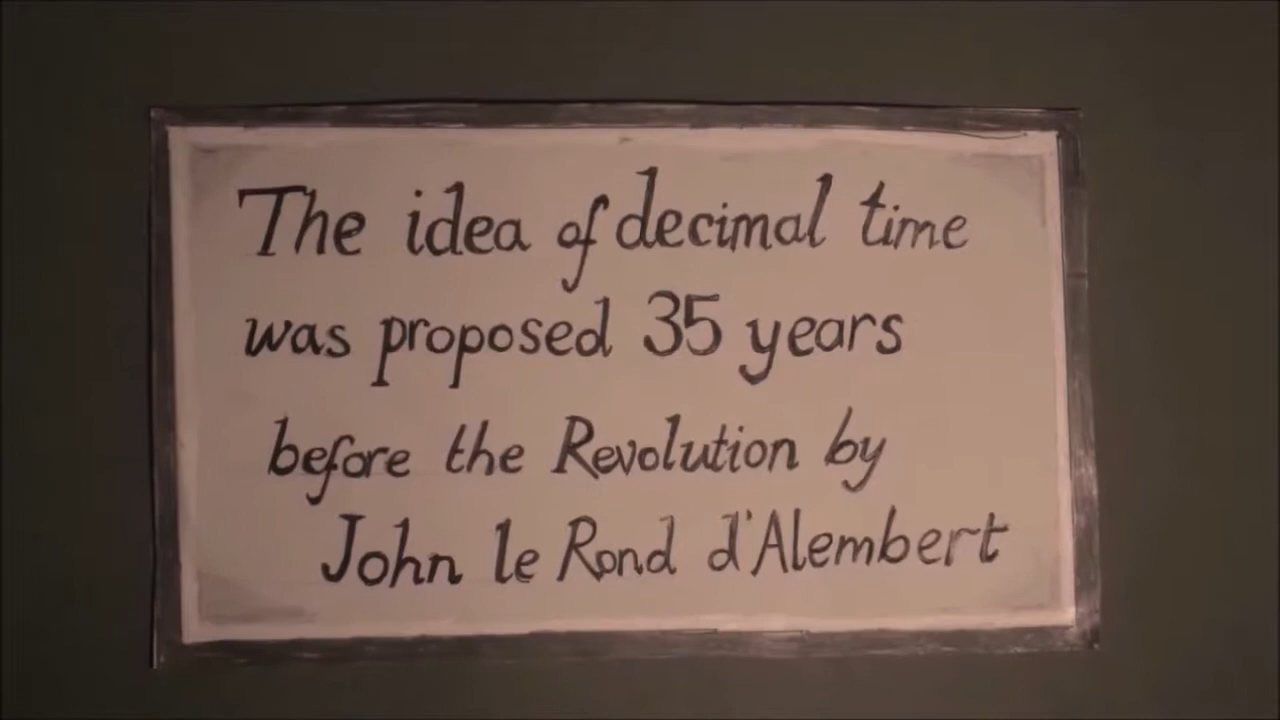 The idea of decimal time
was proposed 35 years
before the Revolution by
John le Rond d'Alembert